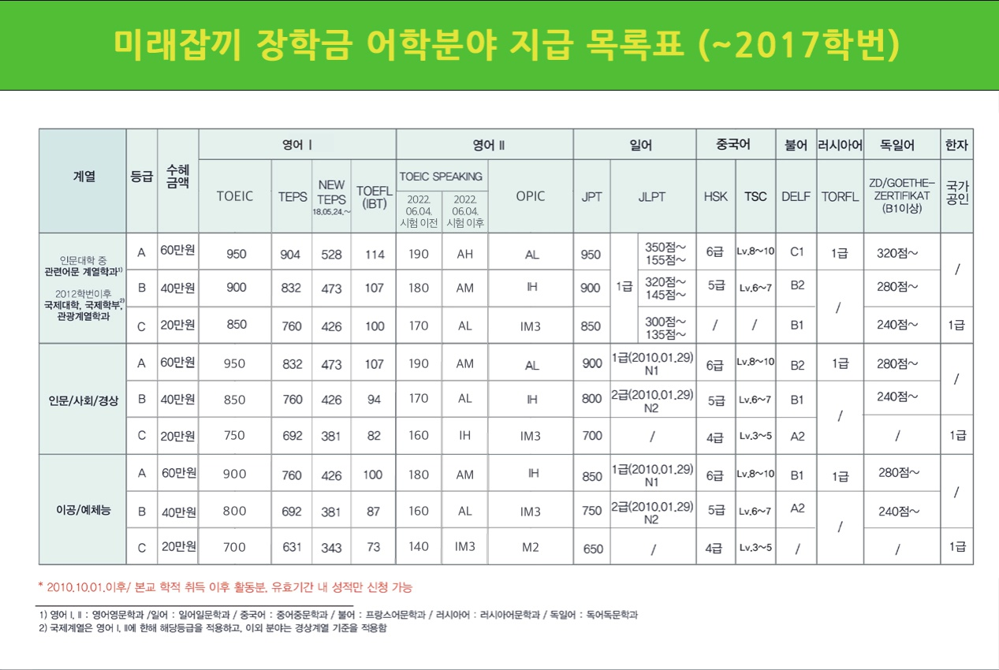 미래잡끼 장학금 어학분야 지급 목록표 (~2017학번)
계열 등급 수혜금액 영어 Ⅰ 영어 Ⅱ 일어 중국어 불어 러시아어 독일어 한자
TOEIC TEPS NEW TEPS 18.05.24.~ TOEFL (IBT) TOEIC SPEAKING OPIC JPT JLPT HSK TSC DELF TORFL ZD/GOETHE-ZERTIFIKAT (B1이상) 국가공인
2022. 06.04. 시험 이전 2022. 06.04. 시험 이후
인문대학 중
관련어문 계열학과1)
2012학번이후
국제대학, 국제학부,2)
관광계열학과
A 60만원 950 904 528 114 190 AH AL 950 1급 350점~ 155점~ 6급 Lv.8~10 C1 1급 320점~ /
B 40만원 900 832 473 107 180 AM IH 900 320점~ 145점~ 5급 Lv.6~7 B2 / 280점~
C 20만원 850 760 426 100 170 AL IM3 850 300점~ 135점~ / / B1 240점~ 1급
인문/사회/경상
A 60만원 950 832 473 107 190 AM AL 900 1급(2010.01.29) N1 6급 Lv.8~10 B2 1급 280점~ /
B 40만원 850 760 426 94 170 AL IH 800 2급(2010.01.29) N2 5급 Lv.6~7 B1 / 240점~
C 20만원 750 692 381 82 160 IH IM3 700 / 4급 Lv.3~5 A2 / 1급
이공/예체능
A 60만원 900 760 426 100 180 AM IH 850 1급(2010.01.29) N1 6급 Lv.8~10 B1 1급 280점~ /
B 40만원 800 692 381 87 160 AL IM3 750 2급(2010.01.29) N2 5급 Lv.6~7 A2 / 240점~
C 20만원 700 631 343 73 140 IM3 M2 650 / 4급 Lv.3~5 / / 1급
* 2010.10.01.이후/ 본교 학적 취득 이후 활동분, 유효기간 내 성적만 신청 가능
1) 영어 Ⅰ, Ⅱ : 영어영문학과 /일어 : 일어일문학과 / 중국어 : 중어중문학과 / 불어 : 프랑스어문학과 / 러시아어 : 러시아어문학과 / 독일어 : 독어독문학과
2) 국제계열은 영어 Ⅰ, Ⅱ에 한해 해당등급을 적용하고, 이외 분야는 경상계열 기준을 적용함